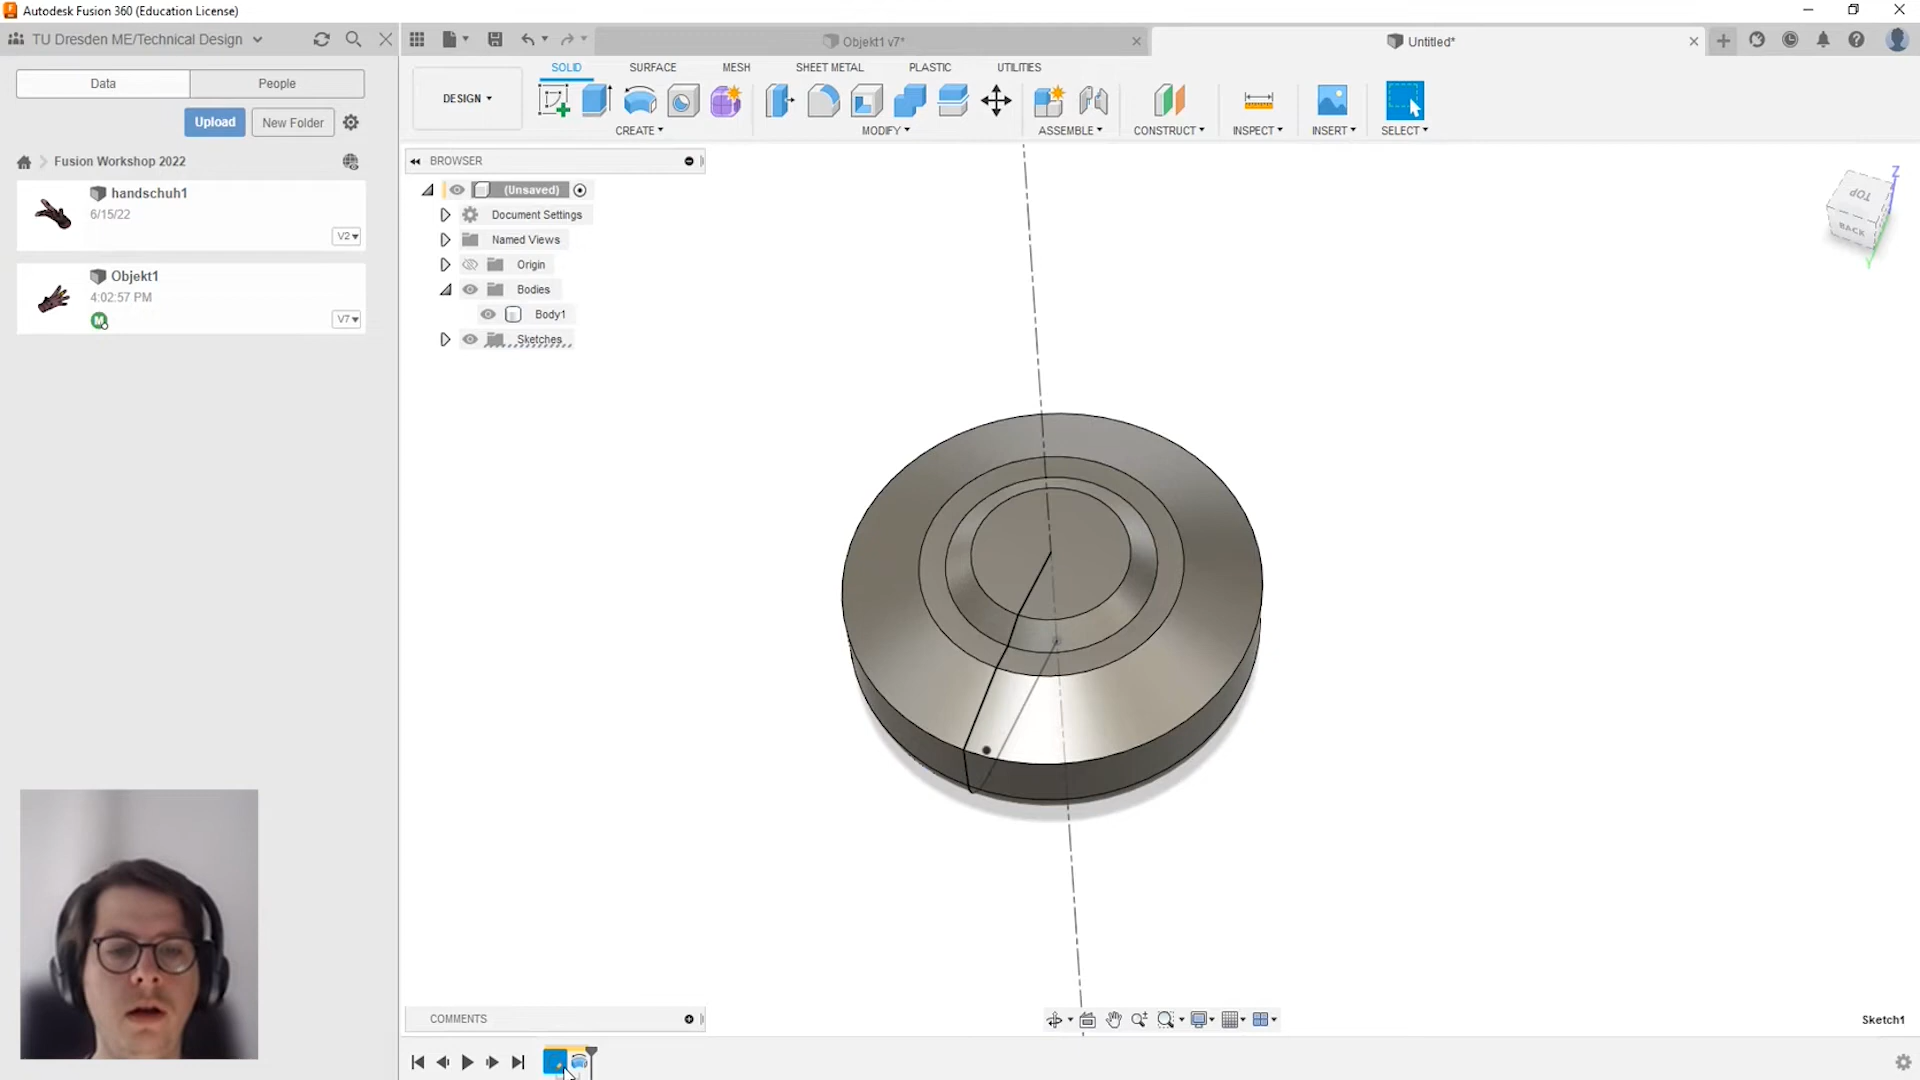 Autodesk Fusion 360 (Education License)
TU Dresden ME/Technical Design
Objekt1 v7*
Untitled*
Data
People
SOLID
SURFACE
MESH
SHEET METAL
PLASTIC
UTILITIES
Upload
New Folder
DESIGN
CREATE
MODIFY
ASSEMBLE
CONSTRUCT
INSPECT
INSERT
SELECT
Fusion Workshop 2022
BROWSER
handschuh1
6/15/22
V2
Objekt1
4:02:57 PM
M
V7
(Unsaved)
Document Settings
Named Views
Origin
Bodies
Body1
Sketches
Z
TOP
BACK
Y
COMMENTS
Sketch1